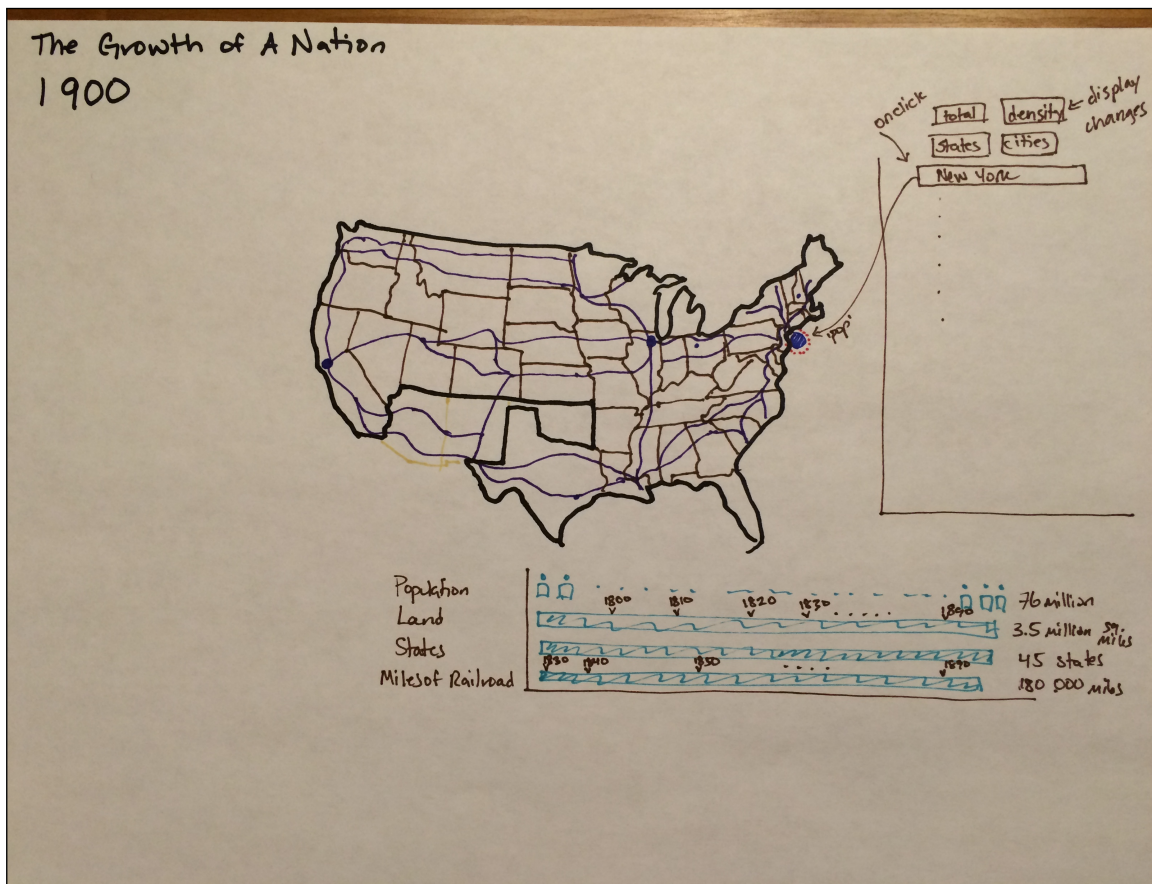 The Growth of A Nation
1900
onclick
total
density
display changes
states
cities
New York
'pop'
Population
76 million
1800
1810
1820
1830
1890
Land
3.5 million sq. miles
States
45 states
1830
1840
1850
1890
Miles of Railroad
180 000 miles